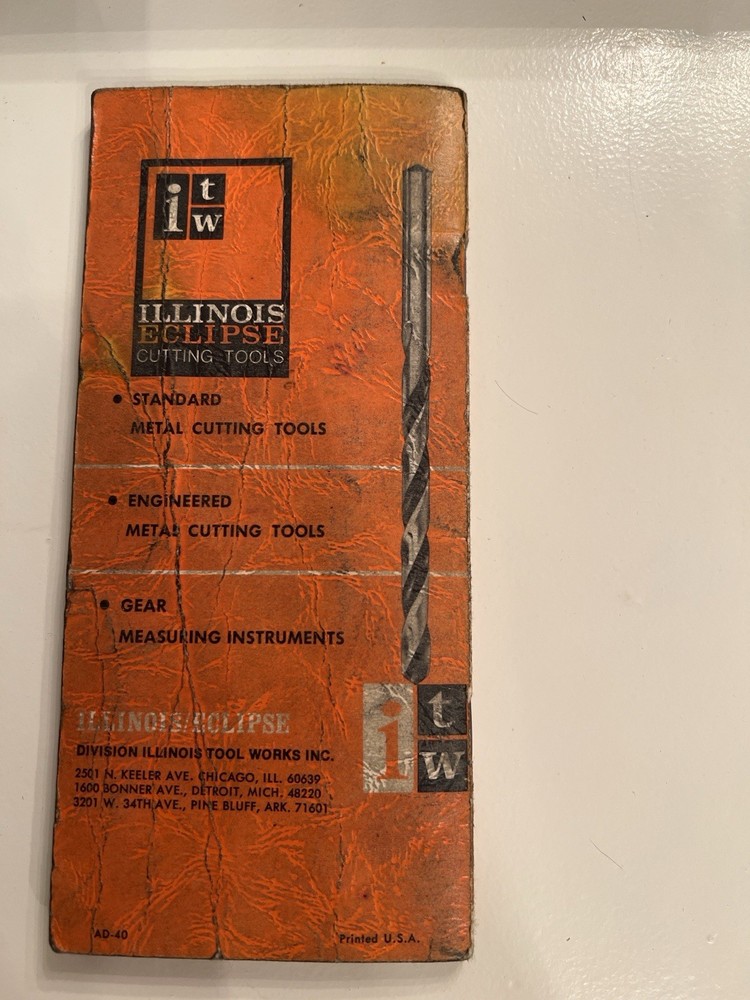 itw
ILLINOIS
ECLIPSE
CUTTING TOOLS
• STANDARD
METAL CUTTING TOOLS
• ENGINEERED
METAL CUTTING TOOLS
• GEAR
MEASURING INSTRUMENTS
ILLINOIS/ECLIPSE
DIVISION ILLINOIS TOOL WORKS INC.
2501 N. KEELER AVE. CHICAGO, ILL. 60639
1600 BONNER AVE., DETROIT, MICH. 48220
3201 W. 34TH AVE., PINE BLUFF, ARK. 71601
itw
AD-40
Printed U.S.A.